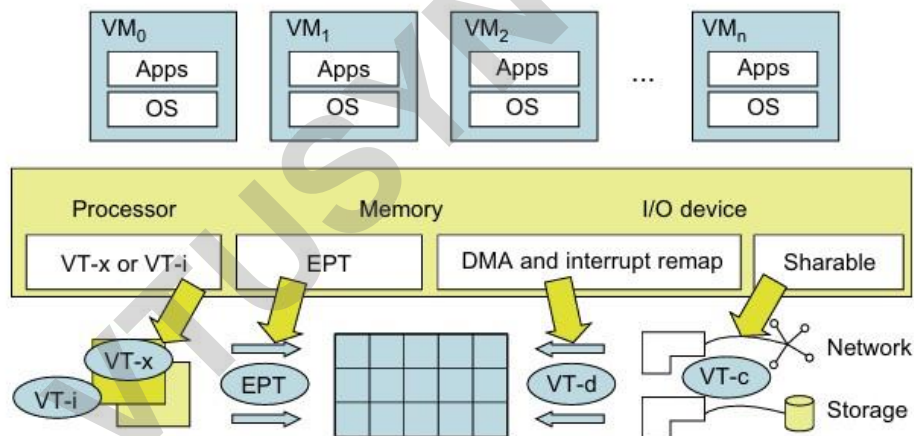 VM0 VM1 VM2 VMn
Apps Apps Apps ... Apps
OS OS OS OS
Processor Memory I/O device
VT-x or VT-i EPT DMA and interrupt remap Sharable
VT-x Network
VT-i EPT VT-d VT-c
Storage
VTUSYN